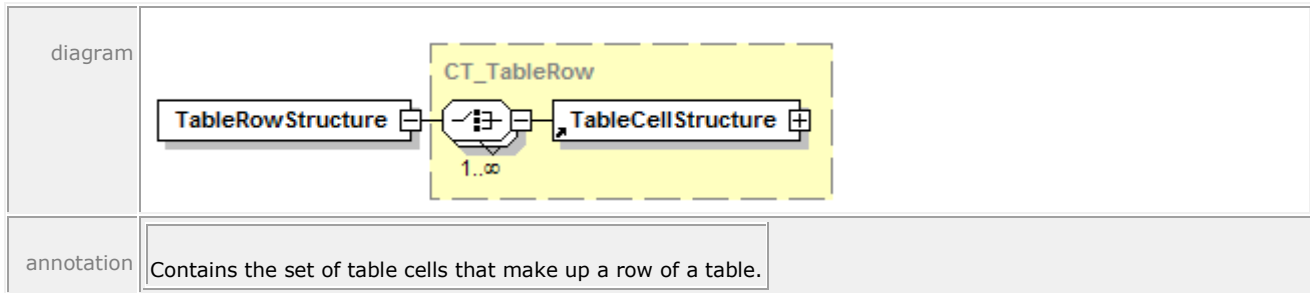 diagram
CT_TableRow
TableRowStructure
TableCellStructure
1..∞
annotation
Contains the set of table cells that make up a row of a table.